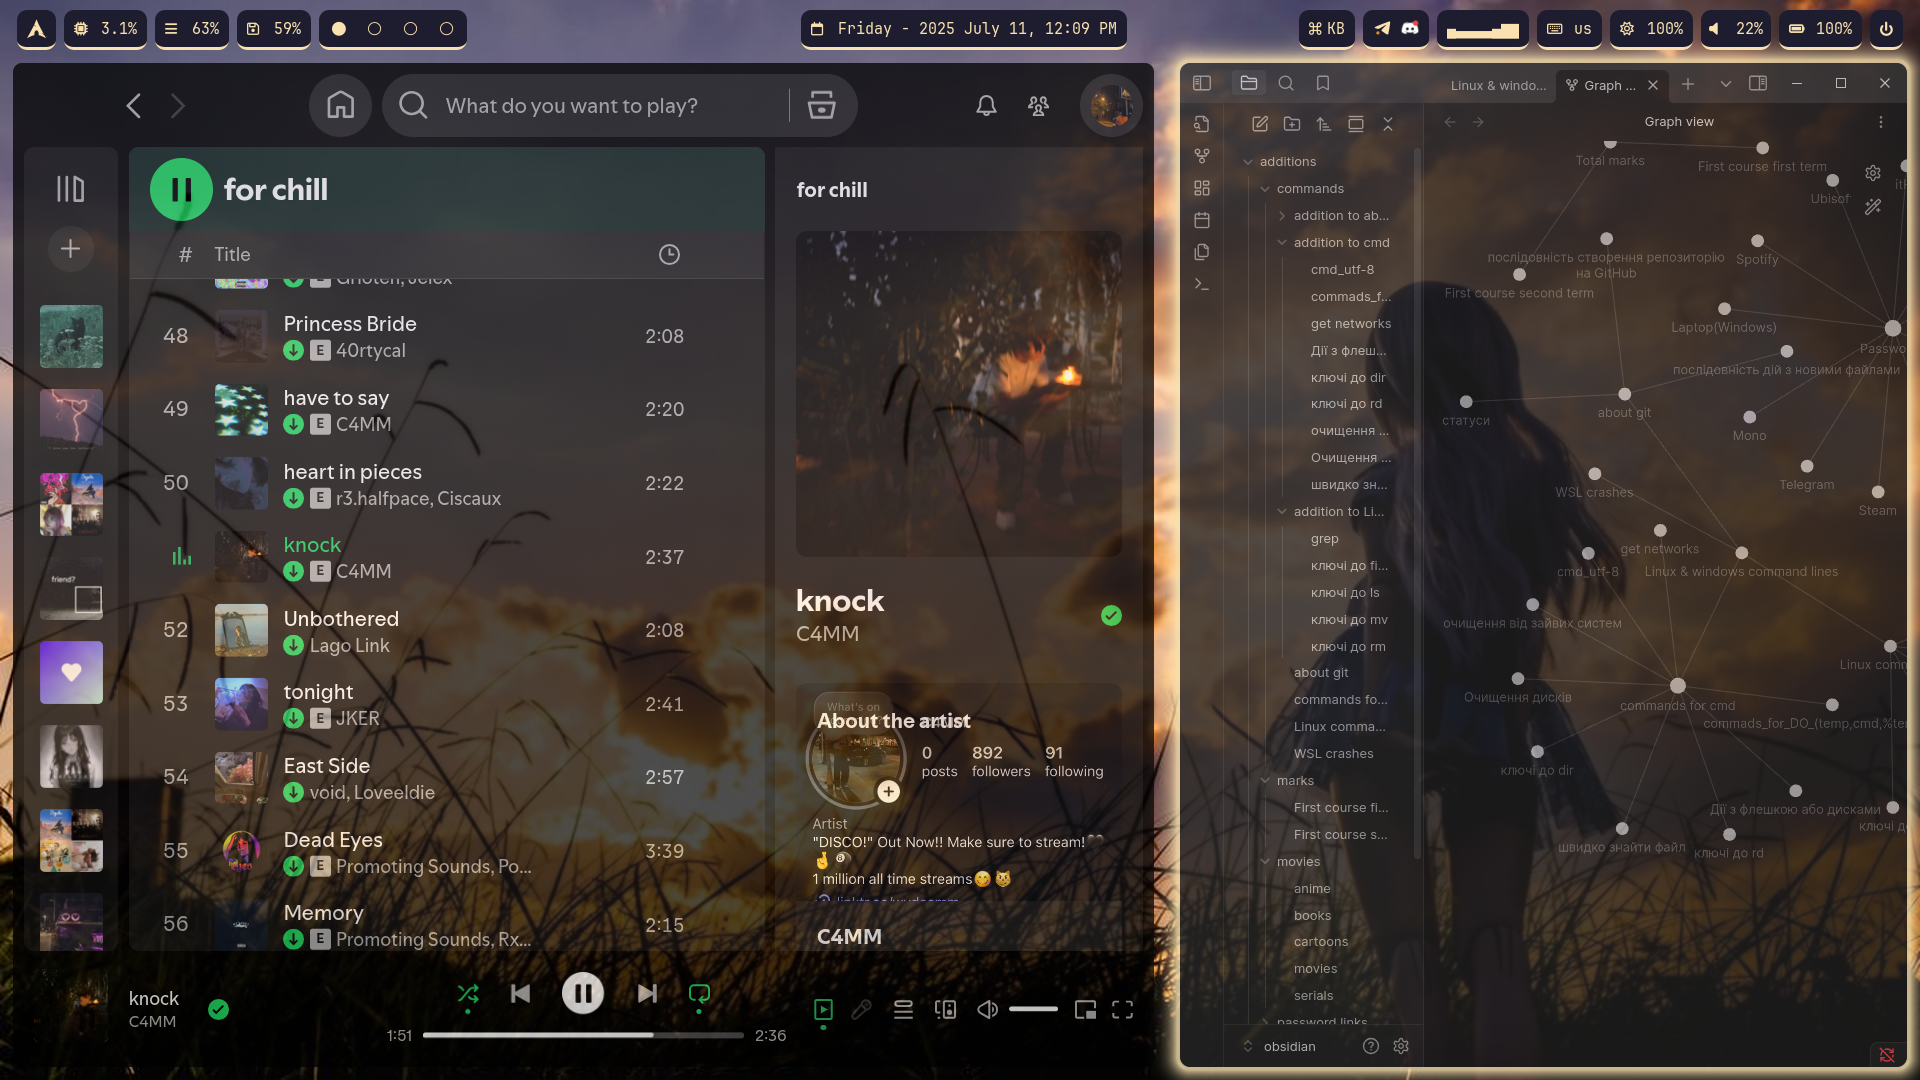 3.1%
63%
59%
Friday - 2025 July 11, 12:09 PM
KB
us
100%
22%
100%
What do you want to play?
for chill
# Title
48 Princess Bride 2:08
E 40rtycal
49 have to say 2:20
E C4MM
50 heart in pieces 2:22
E r3.halfpace, Ciscaux
knock 2:37
E C4MM
52 Unbothered 2:08
Lago Link
53 tonight 2:41
E JKER
54 East Side 2:57
void, Loveeldie
55 Dead Eyes 3:39
E Promoting Sounds, Po...
56 Memory 2:15
E Promoting Sounds, Rx...
friend?
for chill
knock
C4MM
What's on
About the artist
0 892 91
posts followers following
Artist
"DISCO!" Out Now!! Make sure to stream!
1 million all time streams
C4MM
knock
C4MM
1:51
2:36
Linux & windo...
Graph ...
Graph view
additions
commands
addition to ab...
addition to cmd
cmd_utf-8
commads_f...
get networks
Дії з флеш...
ключі до dir
ключі до rd
очищення ...
Очищення ...
швидко зн...
addition to Li...
grep
ключі до fi...
ключі до ls
ключі до mv
ключі до rm
about git
commands fo...
Linux comma...
WSL crashes
marks
First course fi...
First course s...
movies
anime
books
cartoons
movies
serials
password links
obsidian
Total marks
First course first term
Ubisof
послідовність створення репозиторію
на GitHub
Spotify
First course second term
Laptop(Windows)
Passwo
послідовність дій з новими файлами
about git
статуси
Mono
Telegram
WSL crashes
Steam
get networks
cmd_utf-8
Linux & windows command lines
очищення від зайвих систем
Linux com
Очищення дисків
commands for cmd
commads_for_DO_(temp,cmd,%te
ключі до dir
Дії з флешкою або дисками
ключі д
швидко знайти файл
ключі до rd